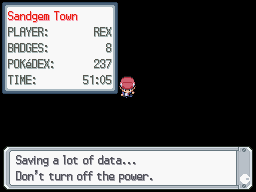 Sandgem Town
PLAYER: REX
BADGES: 8
POKéDEX: 237
TIME: 51:05
Saving a lot of data...
Don't turn off the power.